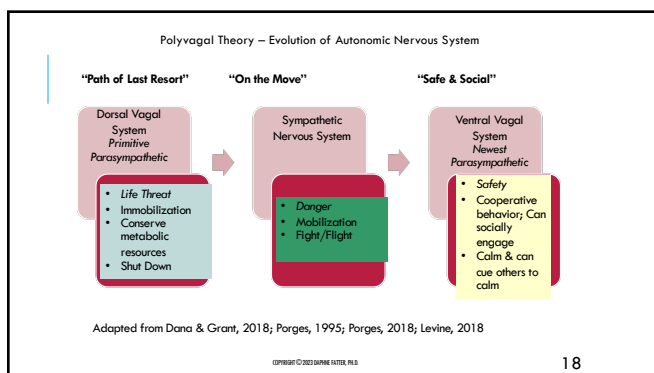 Polyvagal Theory – Evolution of Autonomic Nervous System
“Path of Last Resort”
“On the Move”
“Safe & Social”
Dorsal Vagal
System
Primitive
Parasympathetic
• Life Threat
• Immobilization
• Conserve
metabolic
resources
• Shut Down
Sympathetic
Nervous System
• Danger
• Mobilization
• Fight/Flight
Ventral Vagal
System
Newest
Parasympathetic
• Safety
• Cooperative
behavior; Can
socially
engage
• Calm & can
cue others to
calm
Adapted from Dana & Grant, 2018; Porges, 1995; Porges, 2018; Levine, 2018
COPYRIGHT © 2023 DAPHNE FATTER, PH.D.
18